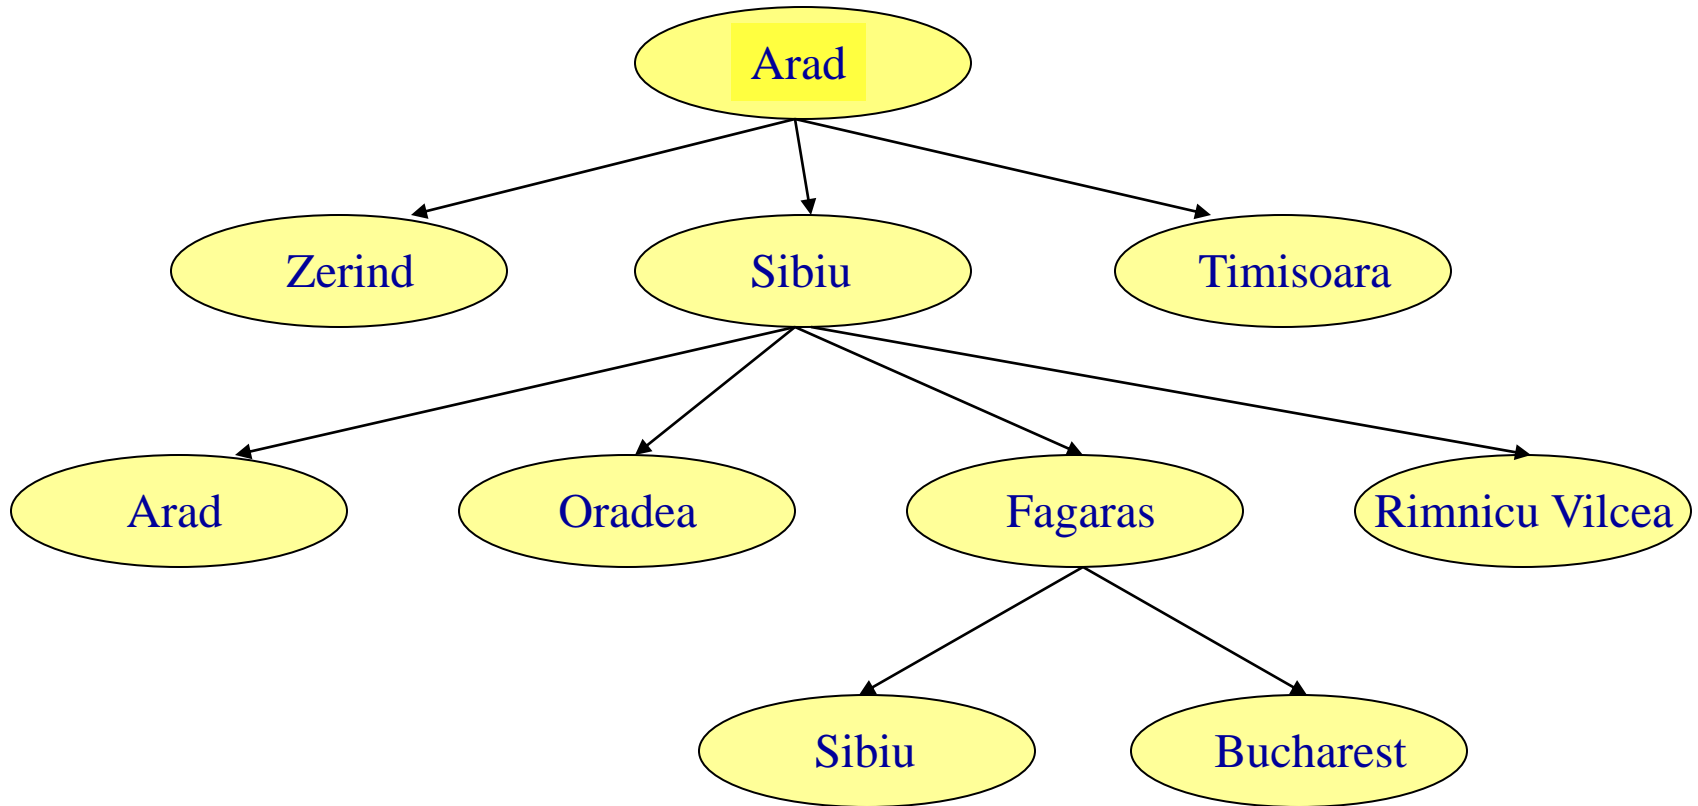 Arad
Zerind
Sibiu
Timisoara
Arad
Oradea
Fagaras
Rimnicu Vilcea
Sibiu
Bucharest